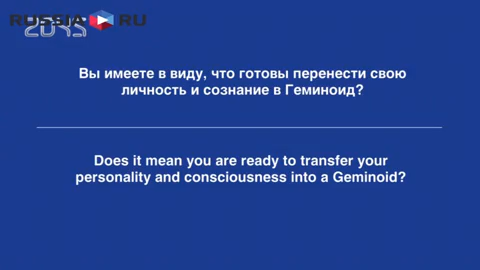 RUSSIA RU
2045
Вы имеете в виду, что готовы перенести свою
личность и сознание в Геминоид?
Does it mean you are ready to transfer your
personality and consciousness into a Geminoid?